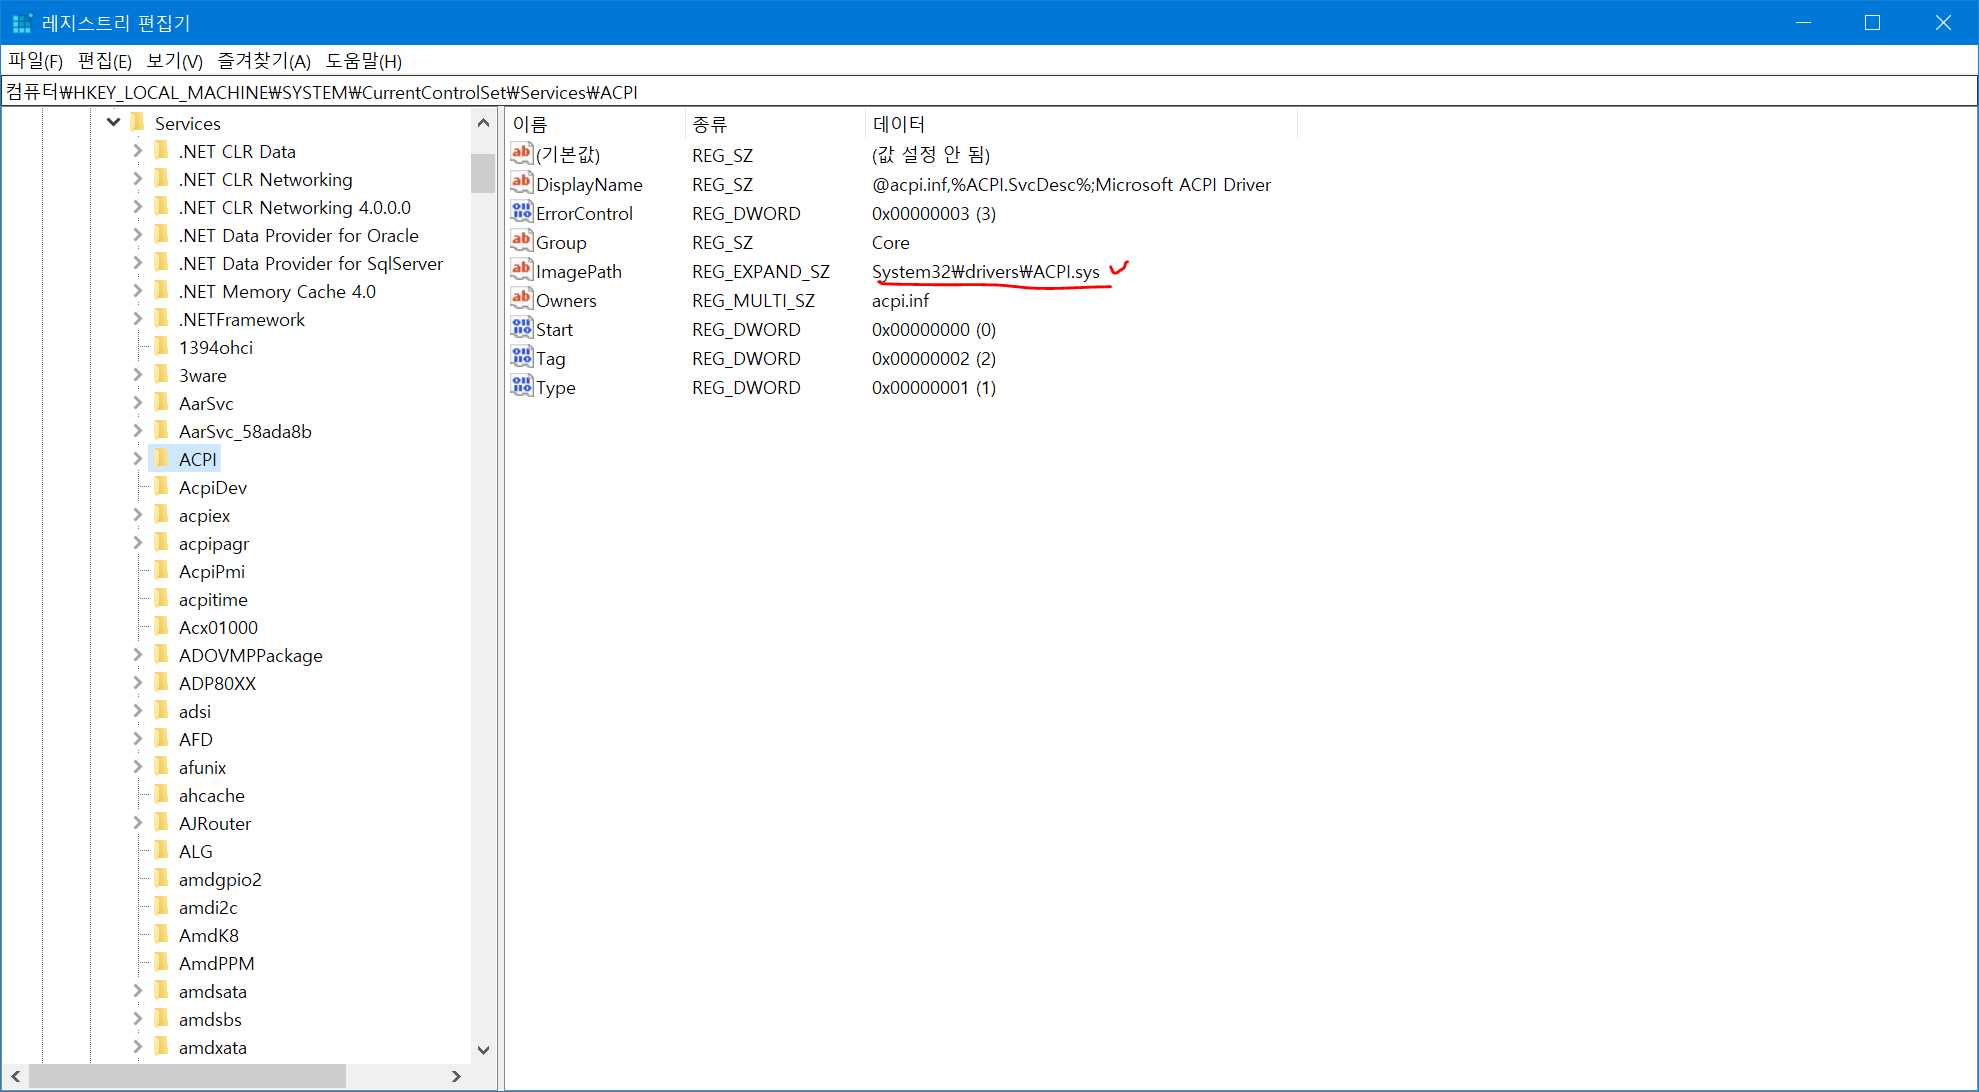 레지스트리 편집기
파일(F) 편집(E) 보기(V) 즐겨찾기(A) 도움말(H)
컴퓨터₩HKEY_LOCAL_MACHINE₩SYSTEM₩CurrentControlSet₩Services₩ACPI
Services
.NET CLR Data
.NET CLR Networking
.NET CLR Networking 4.0.0.0
.NET Data Provider for Oracle
.NET Data Provider for SqlServer
.NET Memory Cache 4.0
.NETFramework
1394ohci
3ware
AarSvc
AarSvc_58ada8b
ACPI
AcpiDev
acpiex
acpipagr
AcpiPmi
acpitime
Acx01000
ADOVMPPackage
ADP80XX
adsi
AFD
afunix
ahcache
AJRouter
ALG
amdgpio2
amdi2c
AmdK8
AmdPPM
amdsata
amdsbs
amdxata
이름 종류 데이터
(기본값) REG_SZ (값 설정 안 됨)
DisplayName REG_SZ @acpi.inf,%ACPI.SvcDesc%;Microsoft ACPI Driver
ErrorControl REG_DWORD 0x00000003 (3)
Group REG_SZ Core
ImagePath REG_EXPAND_SZ System32₩drivers₩ACPI.sys
Owners REG_MULTI_SZ acpi.inf
Start REG_DWORD 0x00000000 (0)
Tag REG_DWORD 0x00000002 (2)
Type REG_DWORD 0x00000001 (1)